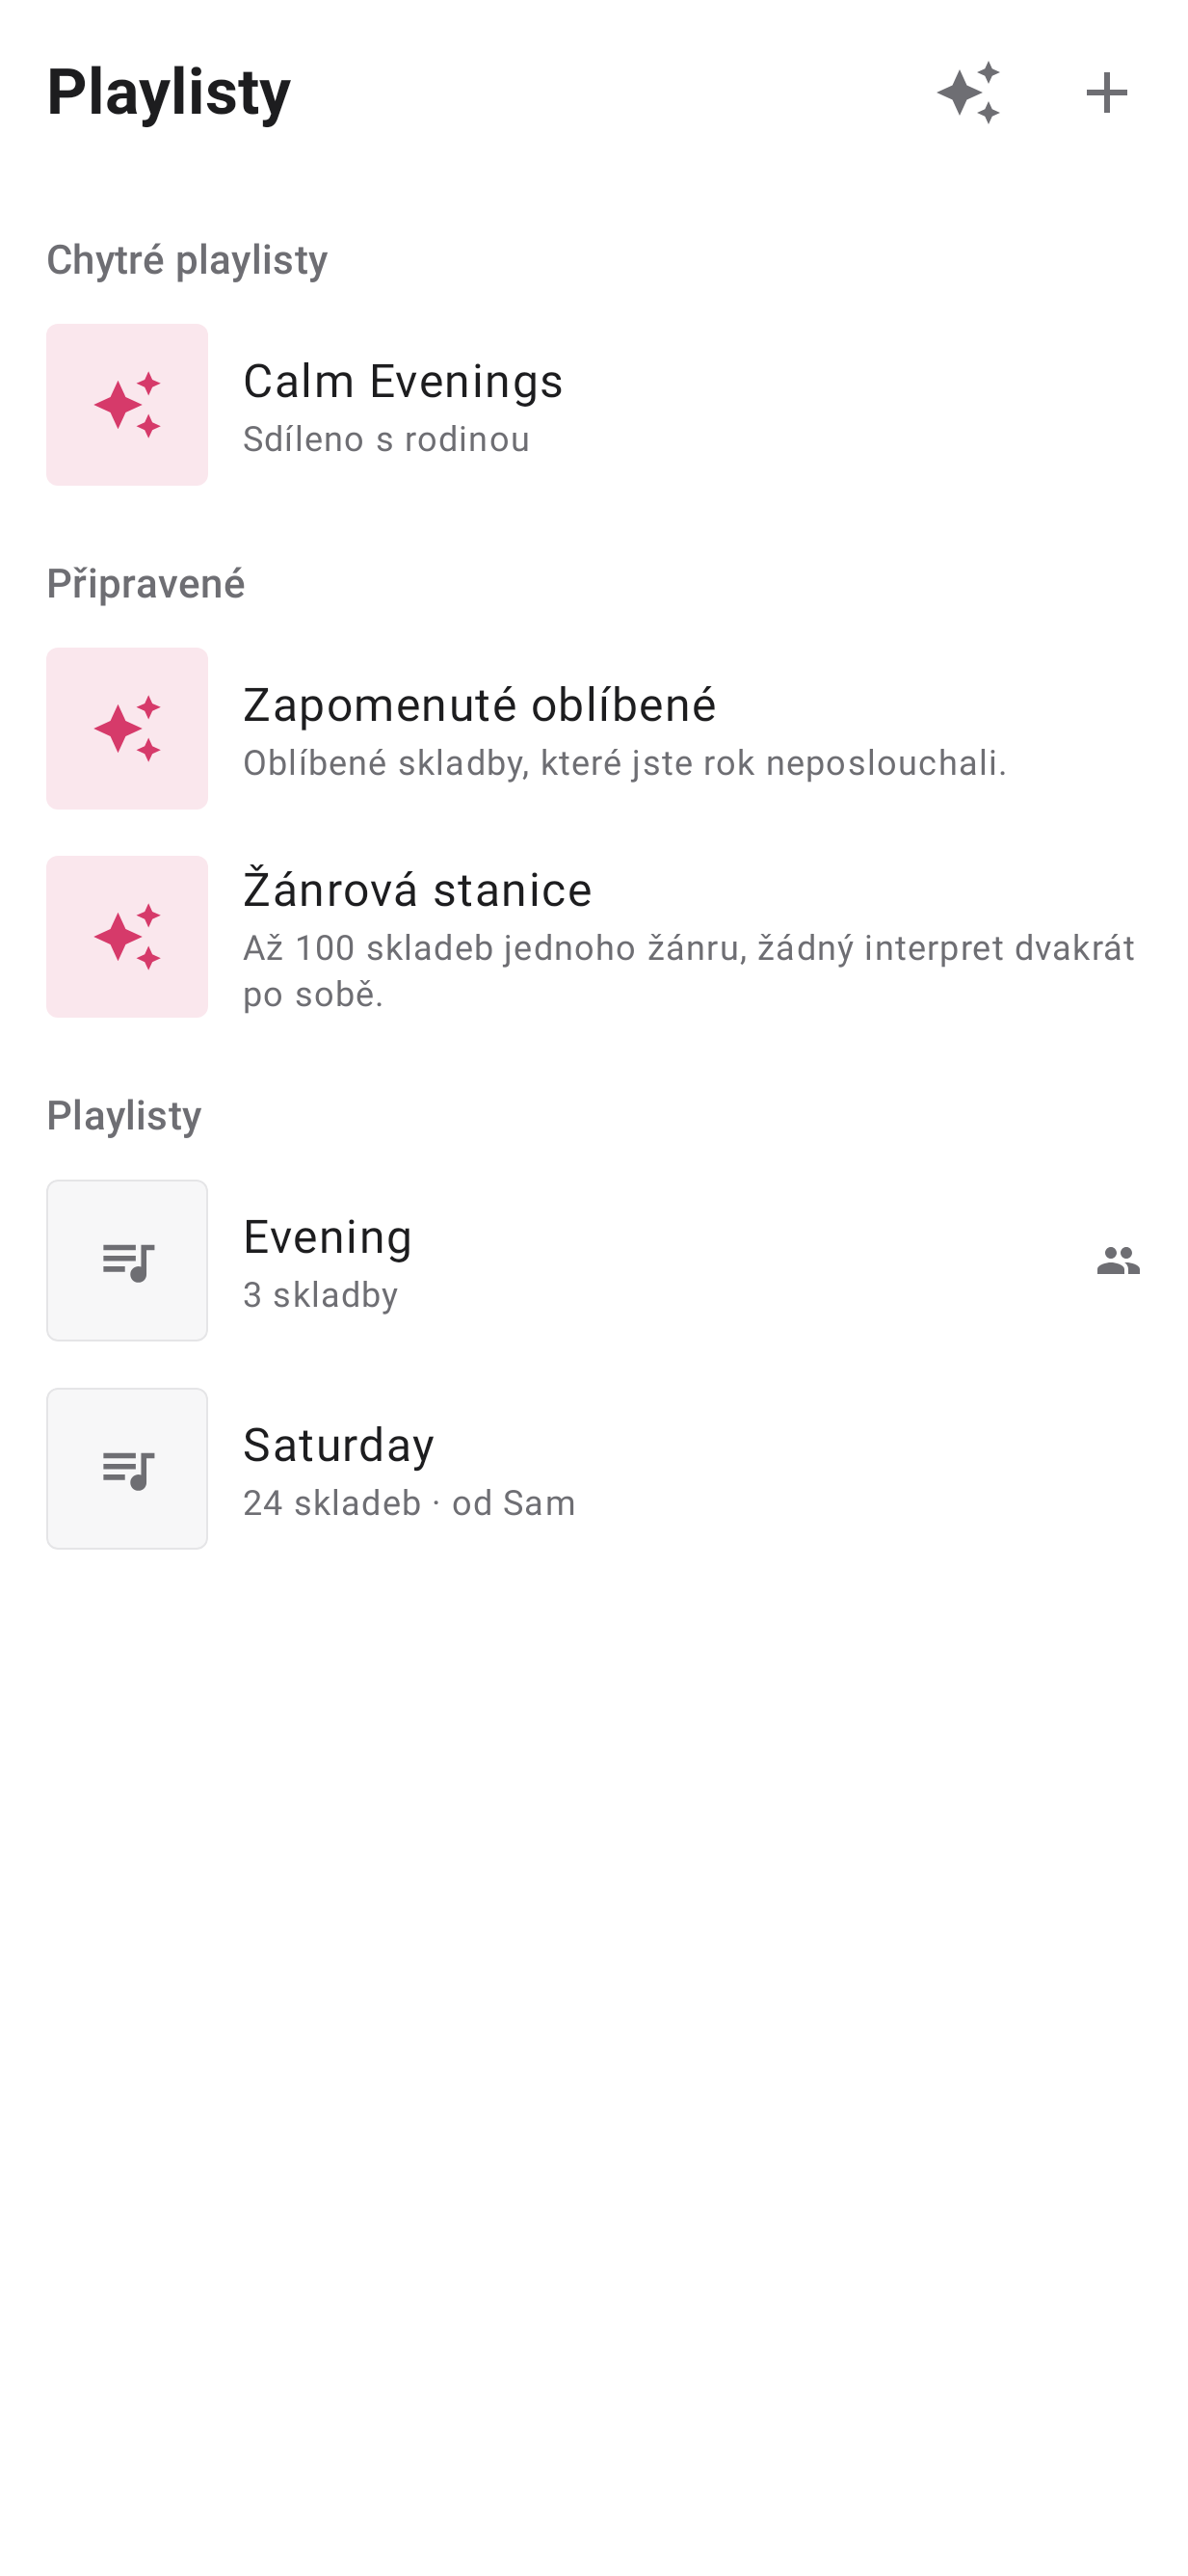 Playlisty
Chytré playlisty
Calm Evenings
Sdíleno s rodinou
Připravené
Zapomenuté oblíbené
Oblíbené skladby, které jste rok neposlouchali.
Žánrová stanice
Až 100 skladeb jednoho žánru, žádný interpret dvakrát
po sobě.
Playlisty
Evening
3 skladby
Saturday
24 skladeb · od Sam